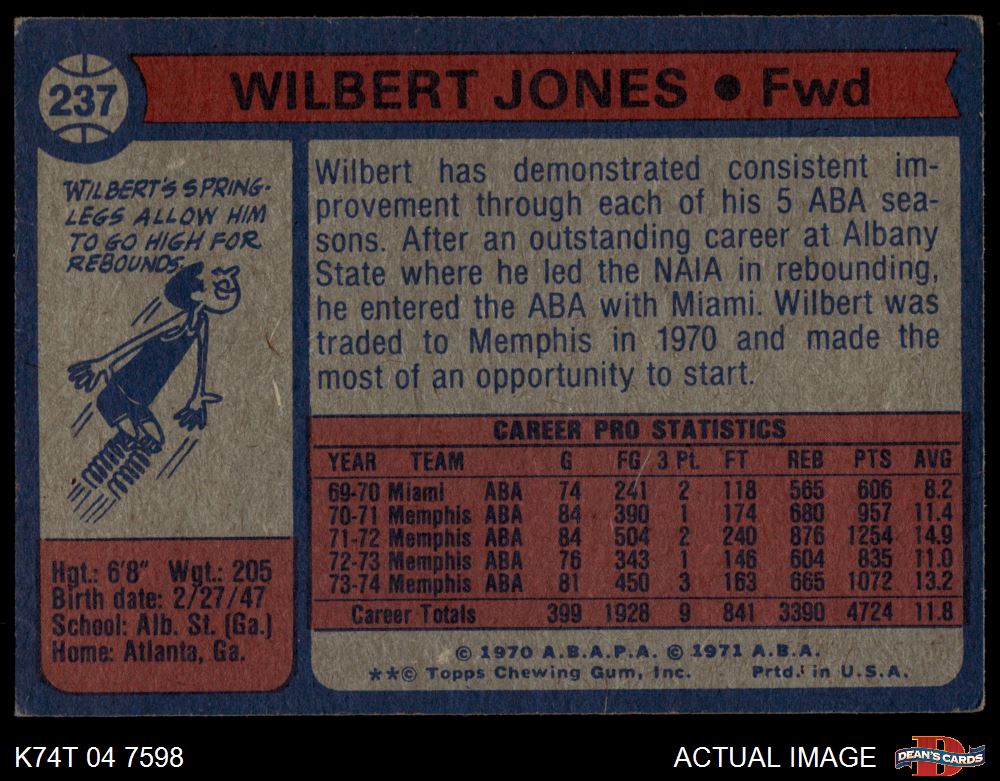 237
WILBERT JONES ● Fwd
WILBERT'S SPRING-
LEGS ALLOW HIM
TO GO HIGH FOR
REBOUNDS.
Hgt.: 6'8" Wgt.: 205
Birth date: 2/27/47
School: Alb. St. (Ga.)
Home: Atlanta, Ga.
Wilbert has demonstrated consistent im-
provement through each of his 5 ABA sea-
sons. After an outstanding career at Albany
State where he led the NAIA in rebounding,
he entered the ABA with Miami. Wilbert was
traded to Memphis in 1970 and made the
most of an opportunity to start.
CAREER PRO STATISTICS
YEAR TEAM G FG 3 Pt. FT REB PTS AVG
69-70 Miami ABA 74 241 2 118 565 606 8.2
70-71 Memphis ABA 84 390 1 174 680 957 11.4
71-72 Memphis ABA 84 504 2 240 876 1254 14.9
72-73 Memphis ABA 76 343 1 146 604 835 11.0
73-74 Memphis ABA 81 450 3 163 665 1072 13.2
Career Totals 399 1928 9 841 3390 4724 11.8
© 1970 A.B.A.P.A. © 1971 A.B.A.
**© Topps Chewing Gum, Inc. Prtd. in U.S.A.
K74T 04 7598
ACTUAL IMAGE
D
DEAN'S CARDS